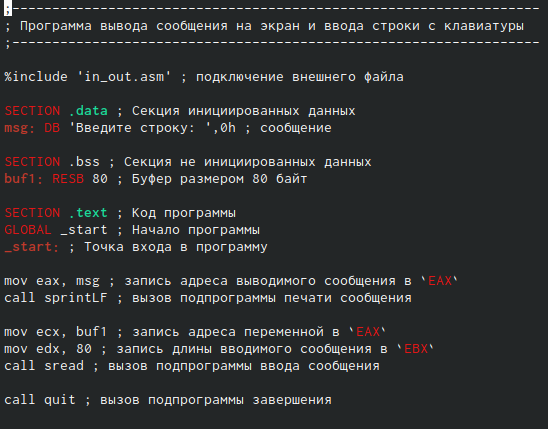 ;------------------------------------------------------------------
; Программа вывода сообщения на экран и ввода строки с клавиатуры
;------------------------------------------------------------------
%include 'in_out.asm' ; подключение внешнего файла
SECTION .data ; Секция инициированных данных
msg: DB 'Введите строку: ',0h ; сообщение
SECTION .bss ; Секция не инициированных данных
buf1: RESB 80 ; Буфер размером 80 байт
SECTION .text ; Код программы
GLOBAL _start ; Начало программы
_start: ; Точка входа в программу
mov eax, msg ; запись адреса выводимого сообщения в `EAX`
call sprintLF ; вызов подпрограммы печати сообщения
mov ecx, buf1 ; запись адреса переменной в `EAX`
mov edx, 80 ; запись длины вводимого сообщения в `EBX`
call sread ; вызов подпрограммы ввода сообщения
call quit ; вызов подпрограммы завершения